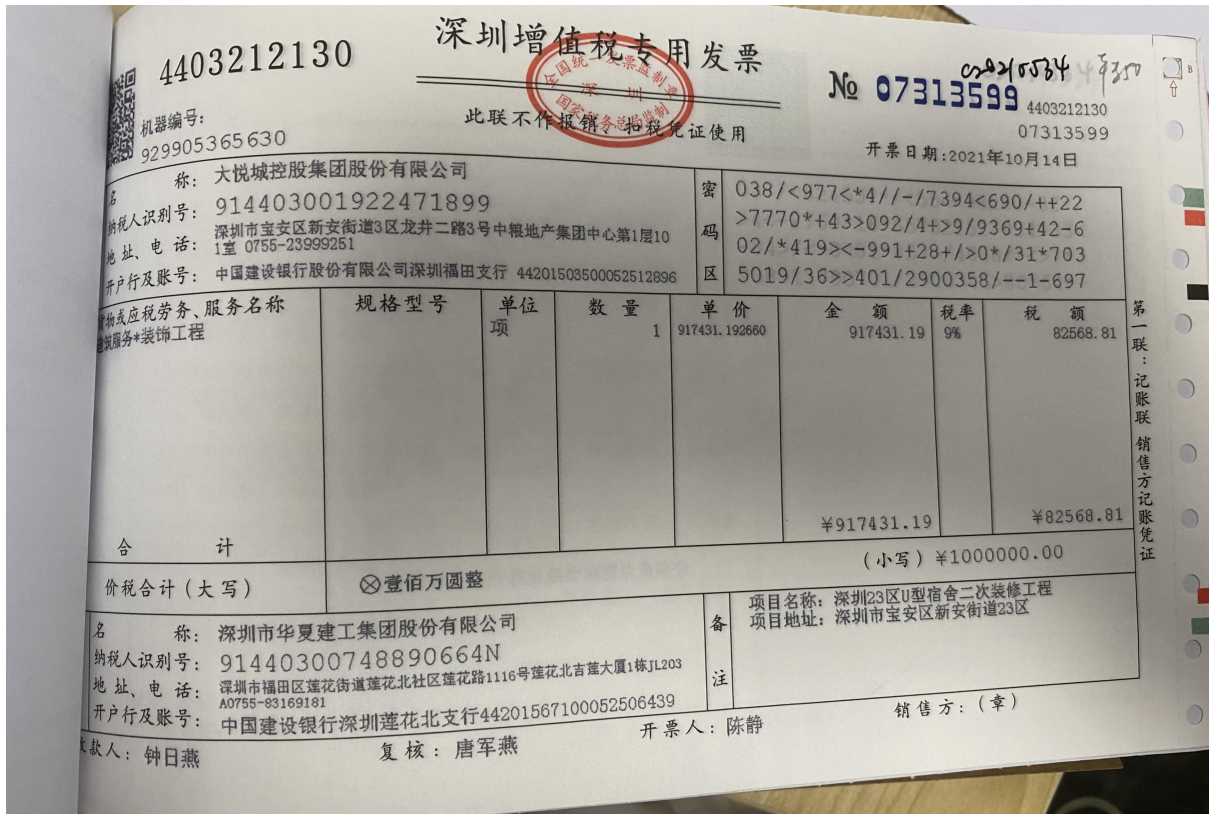 4403212130
深圳增值税专用发票
全国统一发票监制章
深圳
国家税务总局监制
№ 07313599
4403212130
07313599
机器编号:
929905365630
此联不作报销、扣税凭证使用
开票日期:2021年10月14日
名 称: 大悦城控股集团股份有限公司
纳税人识别号: 914403001922471899
地址、电话: 深圳市宝安区新安街道3区龙井二路3号中粮地产集团中心第1层10
1室 0755-23999251
开户行及账号: 中国建设银行股份有限公司深圳福田支行 44201503500052512896
密码区
038/<977<*4//-/7394<690/++22
>7770*+43>092/4+>9/9369+42-6
02/*419><-991+28+/>0*/31*703
5019/36>>401/2900358/--1-697
货物或应税劳务、服务名称 规格型号 单位 数量 单价 金额 税率 税额
建筑服务*装饰工程 项 1 917431.192660 917431.19 9% 82568.81
合计 ¥917431.19 ¥82568.81
价税合计(大写) ⊗壹佰万圆整 (小写)¥1000000.00
名 称: 深圳市华夏建工集团股份有限公司
纳税人识别号: 91440300748890664N
地址、电话: 深圳市福田区莲花街道莲花北社区莲花路1116号莲花北吉莲大厦1栋JL203
A0755-83169181
开户行及账号: 中国建设银行深圳莲花北支行44201567100052506439
备注
项目名称: 深圳23区U型宿舍二次装修工程
项目地址: 深圳市宝安区新安街道23区
收款人: 钟日燕 复核: 唐军燕 开票人: 陈静 销售方:(章)
第一联:记账联 销售方记账凭证